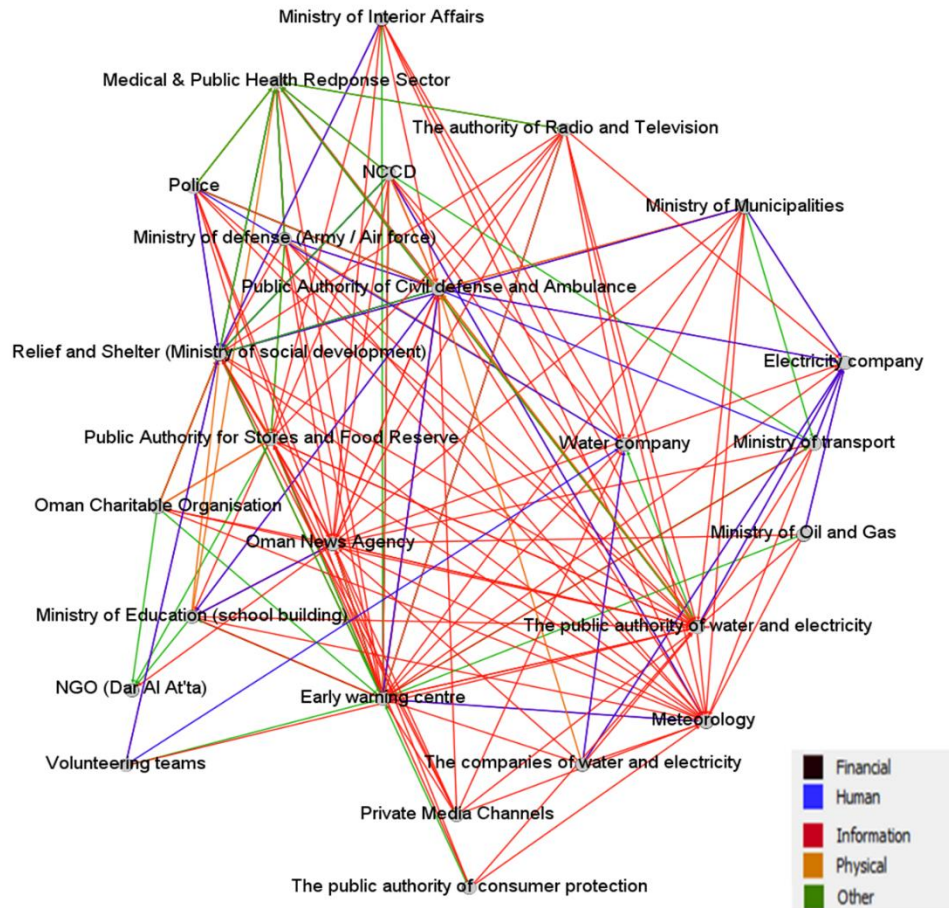 Ministry of Interior Affairs
Medical & Public Health Redponse Sector
The authority of Radio and Television
NCCD
Police
Ministry of Municipalities
Ministry of defense (Army / Air force)
Public Authority of Civil defense and Ambulance
Relief and Shelter (Ministry of social development)
Electricity company
Public Authority for Stores and Food Reserve
Water company
Ministry of transport
Oman Charitable Organisation
Oman News Agency
Ministry of Oil and Gas
Ministry of Education (school building)
The public authority of water and electricity
NGO (Dar Al At'ta)
Early warning centre
Meteorology
Volunteering teams
The companies of water and electricity
Private Media Channels
The public authority of consumer protection
Financial
Human
Information
Physical
Other